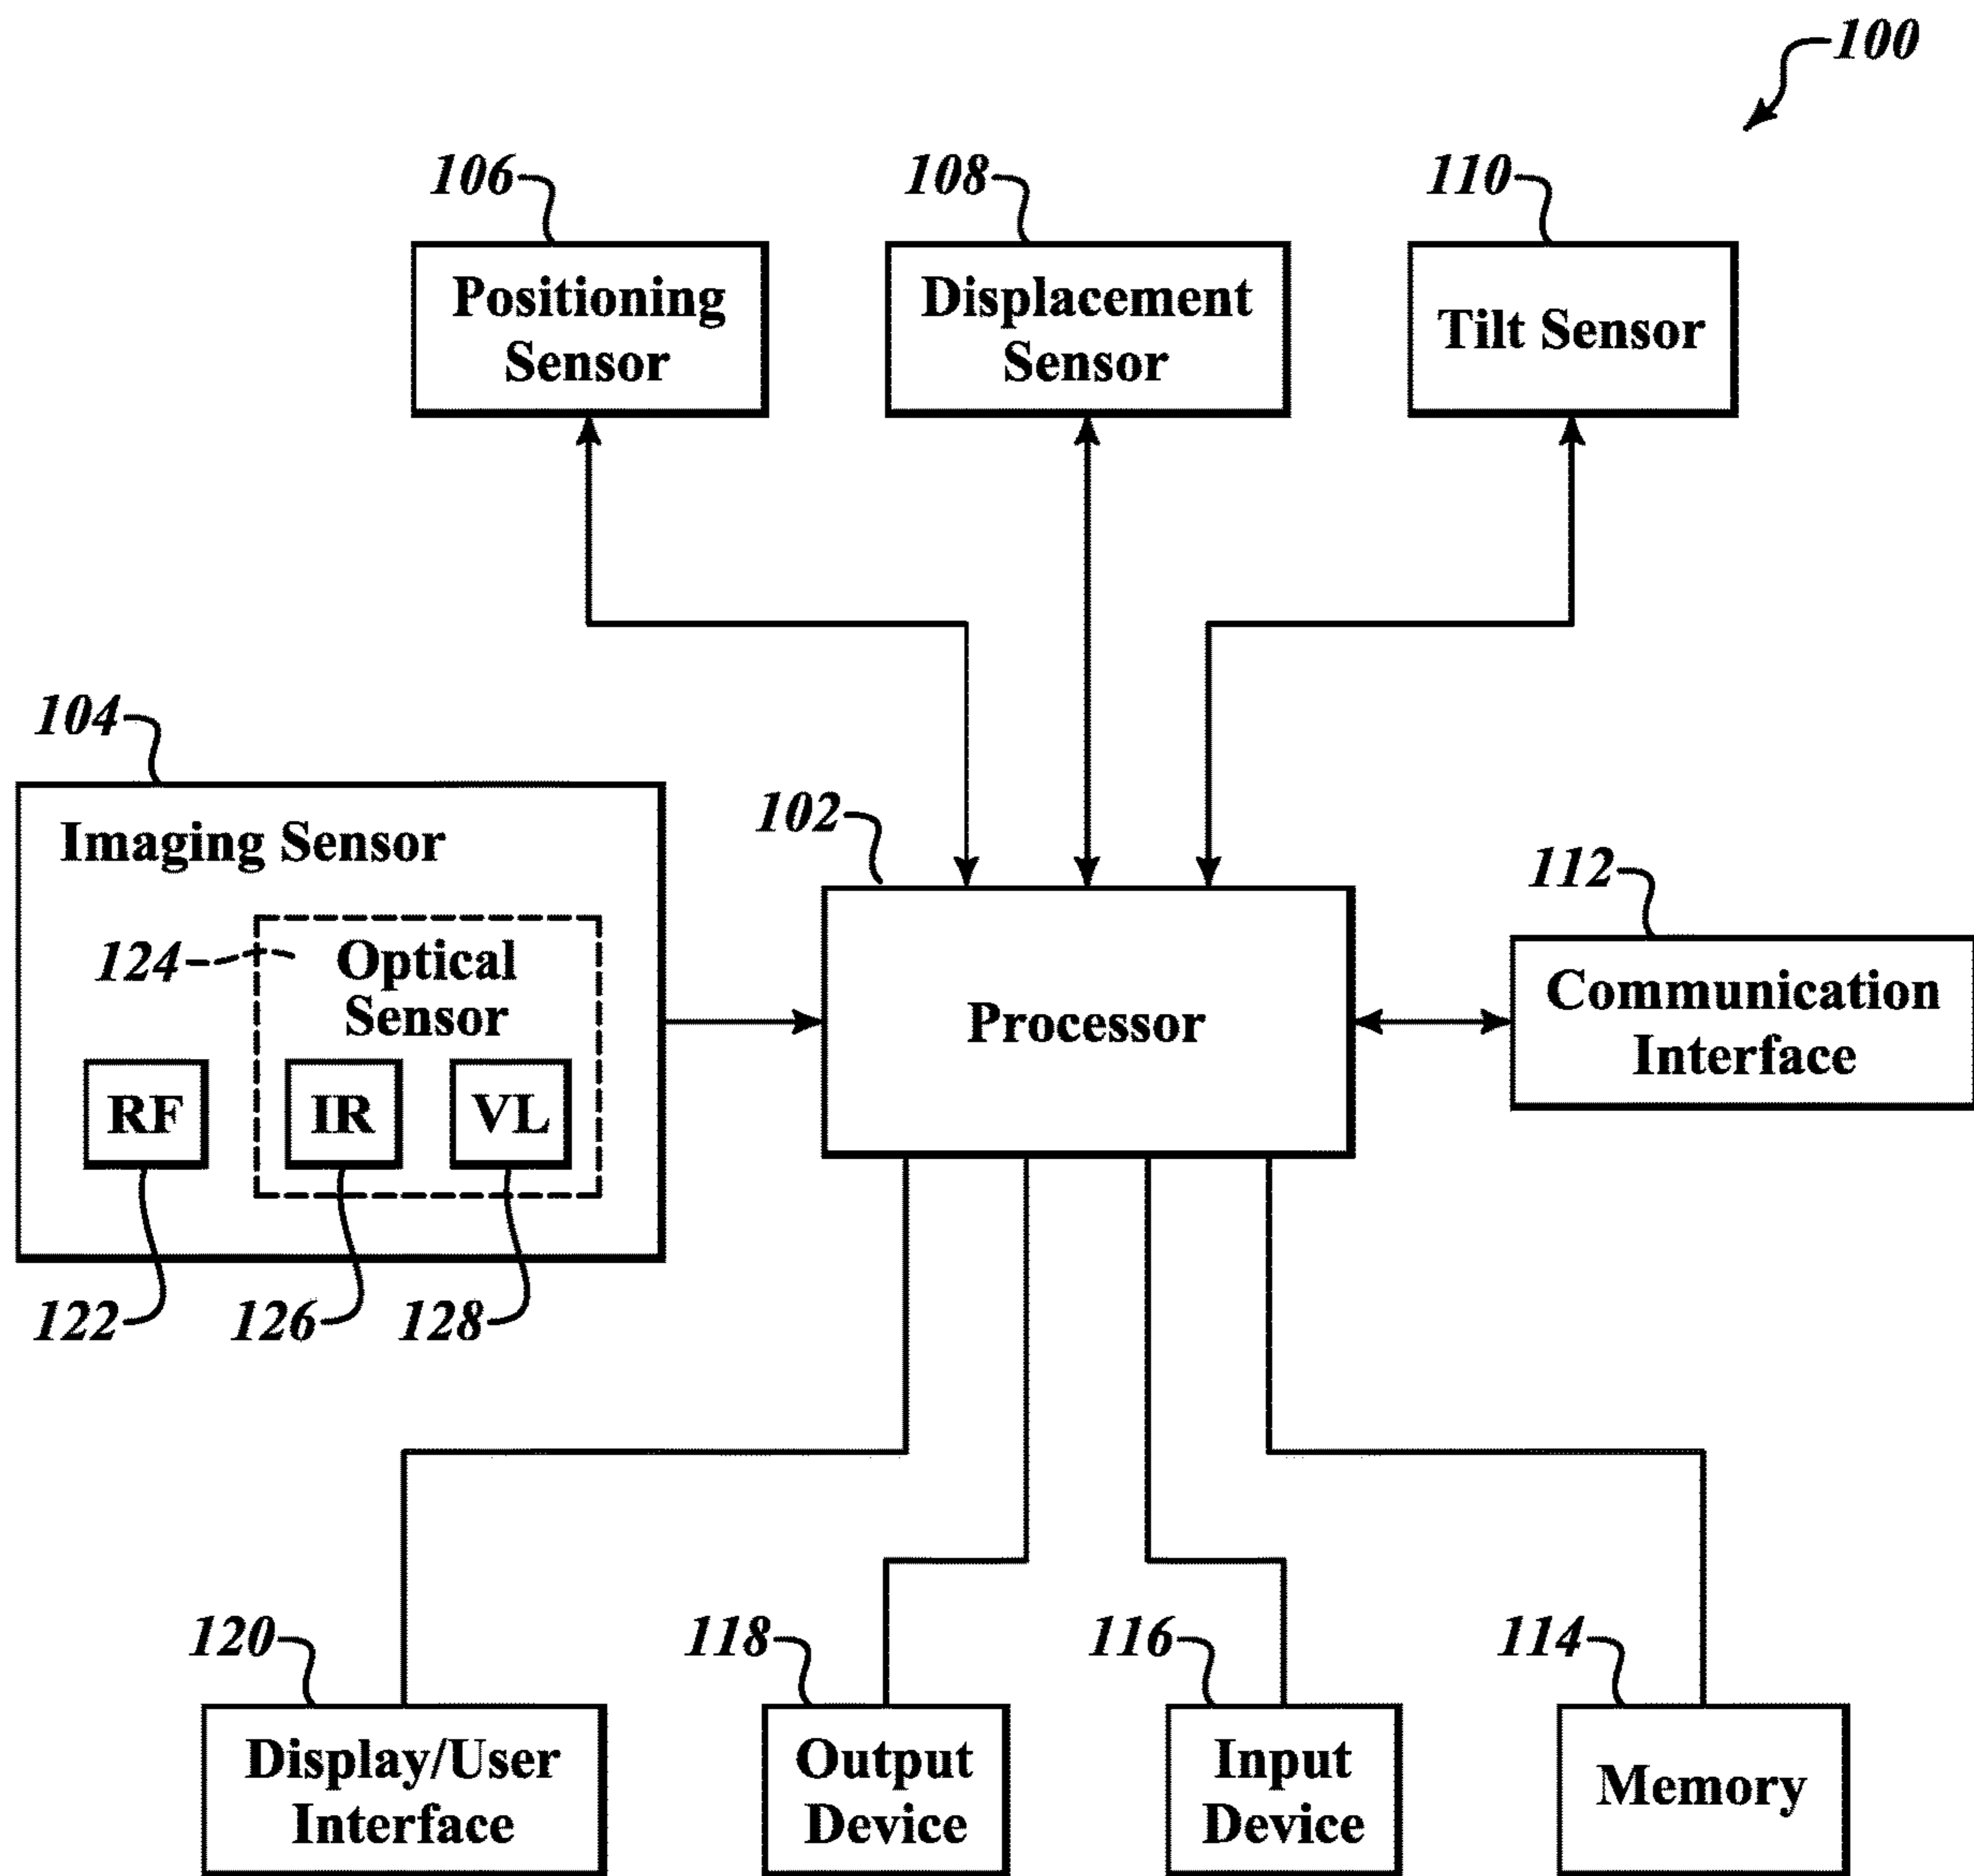 100
106
108
110
Positioning
Sensor
Displacement
Sensor
Tilt Sensor
104
Imaging Sensor
102
112
124
Optical
Sensor
RF
IR
VL
Processor
Communication
Interface
122
126
128
120
118
116
114
Display/User
Interface
Output
Device
Input
Device
Memory